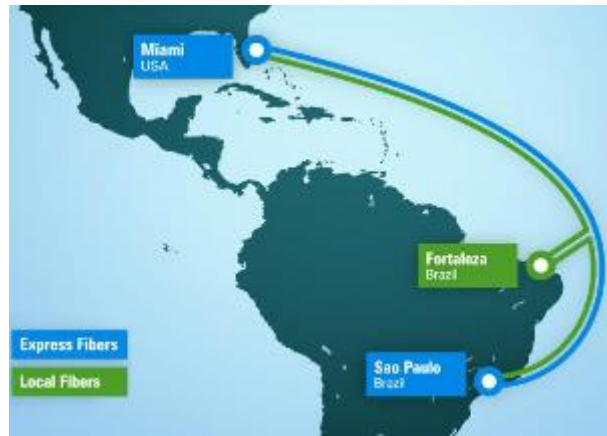 Miami
USA
Fortaleza
Brazil
Sao Paulo
Brazil
Express Fibers
Local Fibers